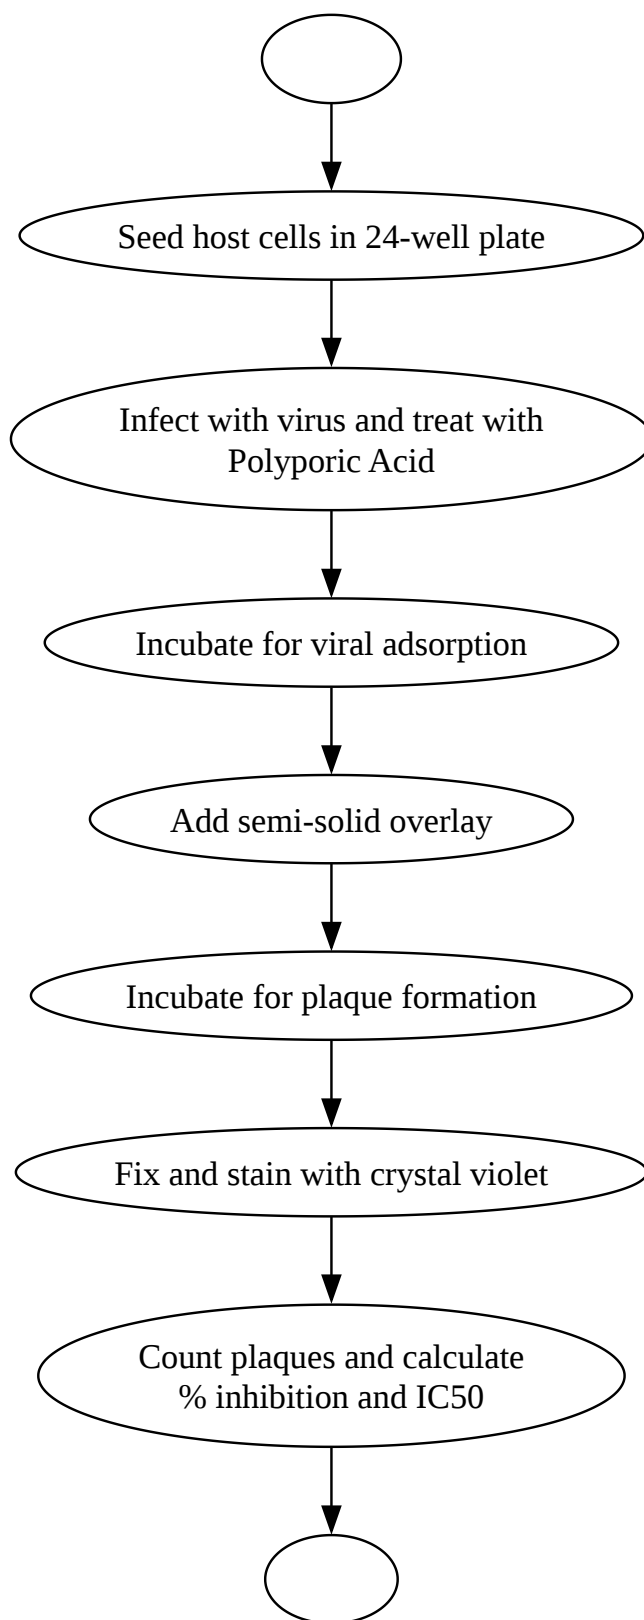 Seed host cells in 24-well plate
Infect with virus and treat with
Polyporic Acid
Incubate for viral adsorption
Add semi-solid overlay
Incubate for plaque formation
Fix and stain with crystal violet
Count plaques and calculate
% inhibition and IC50